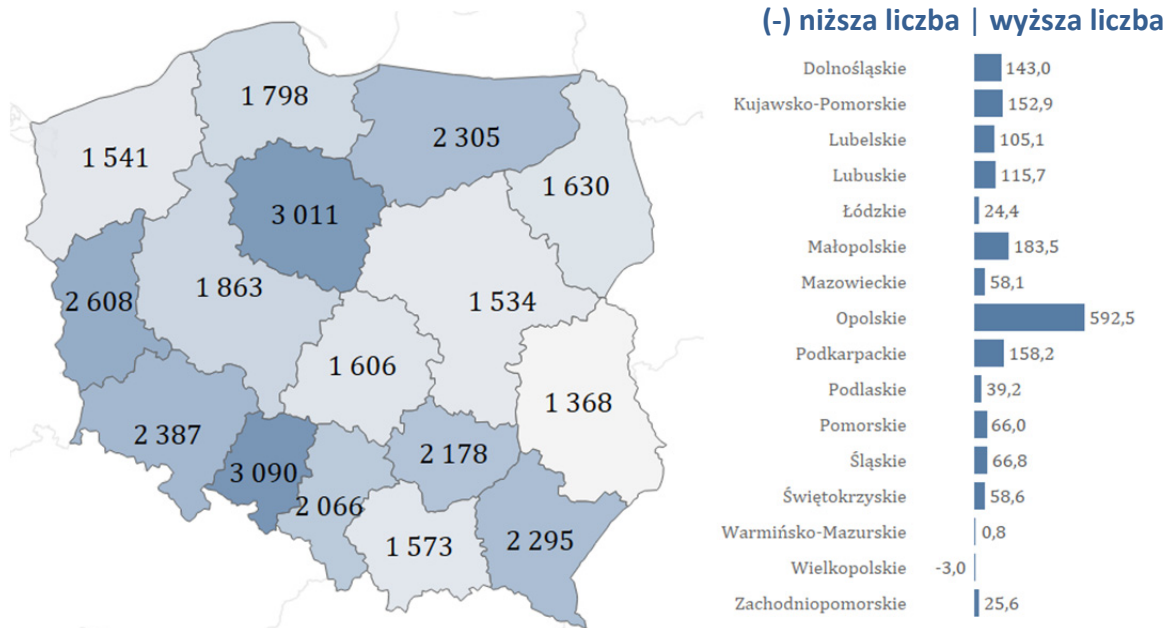 (-) niższa liczba | wyższa liczba
1 798
2 305
1 541
1 630
3 011
1 863
2 608
1 534
1 606
1 368
2 387
2 178
3 090
2 066
1 573
2 295
Dolnośląskie 143,0
Kujawsko-Pomorskie 152,9
Lubelskie 105,1
Lubuskie 115,7
Łódzkie 24,4
Małopolskie 183,5
Mazowieckie 58,1
Opolskie 592,5
Podkarpackie 158,2
Podlaskie 39,2
Pomorskie 66,0
Śląskie 66,8
Świętokrzyskie 58,6
Warmińsko-Mazurskie 0,8
Wielkopolskie -3,0
Zachodniopomorskie 25,6